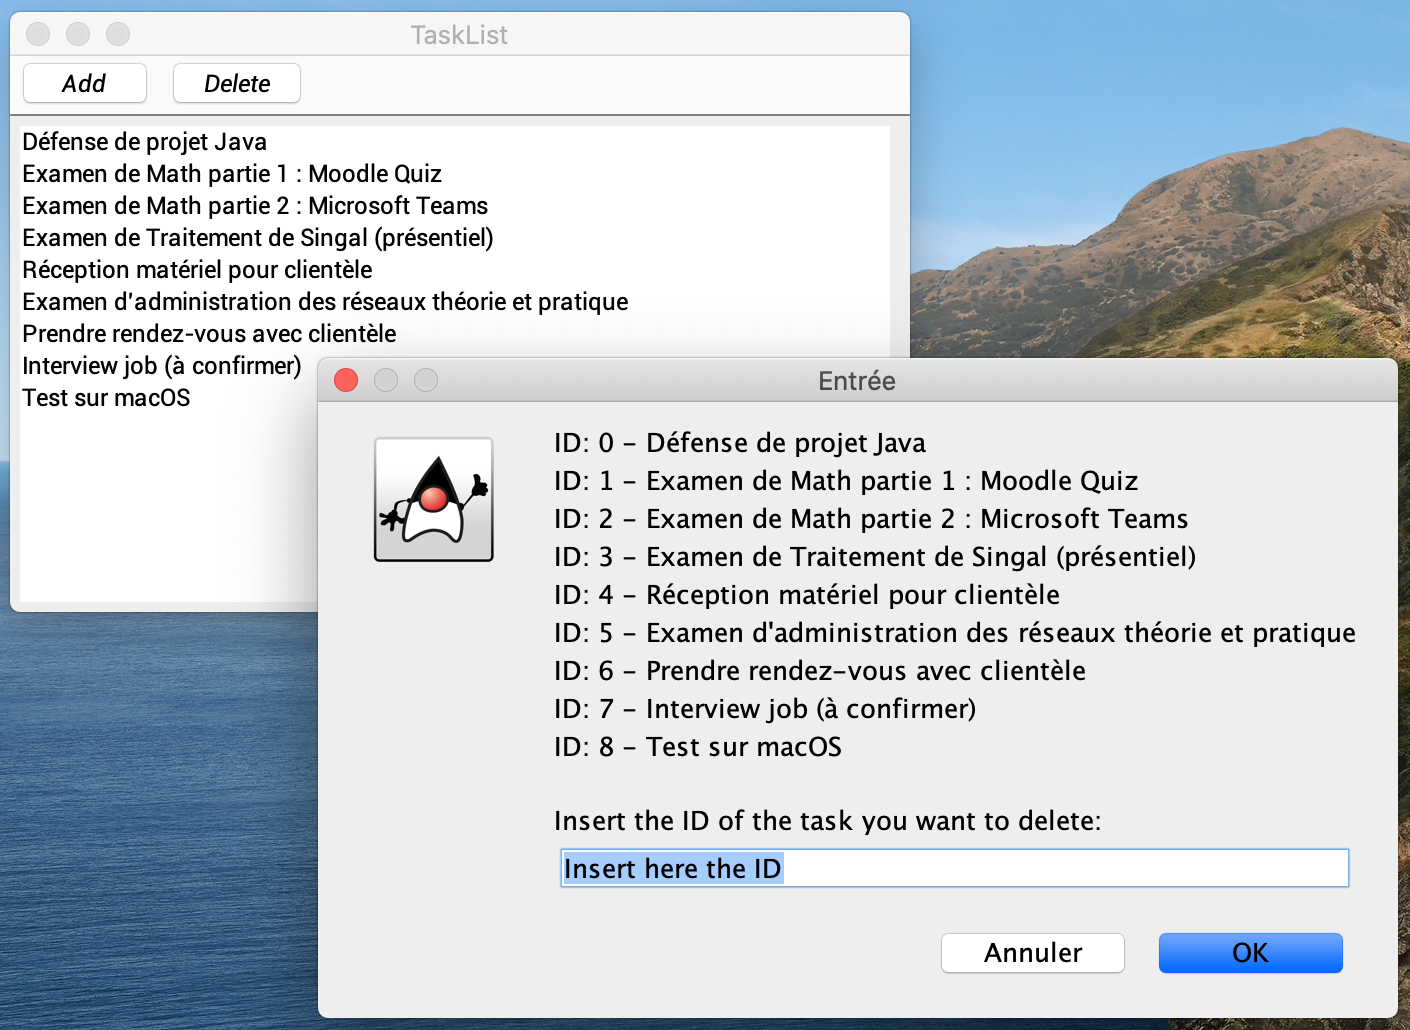 TaskList
Add Delete
Défense de projet Java
Examen de Math partie 1 : Moodle Quiz
Examen de Math partie 2 : Microsoft Teams
Examen de Traitement de Singal (présentiel)
Réception matériel pour clientèle
Examen d'administration des réseaux théorie et pratique
Prendre rendez-vous avec clientèle
Interview job (à confirmer)
Test sur macOS
Entrée
ID: 0 – Défense de projet Java
ID: 1 – Examen de Math partie 1 : Moodle Quiz
ID: 2 – Examen de Math partie 2 : Microsoft Teams
ID: 3 – Examen de Traitement de Singal (présentiel)
ID: 4 – Réception matériel pour clientèle
ID: 5 – Examen d'administration des réseaux théorie et pratique
ID: 6 – Prendre rendez–vous avec clientèle
ID: 7 – Interview job (à confirmer)
ID: 8 – Test sur macOS
Insert the ID of the task you want to delete:
Insert here the ID
Annuler OK